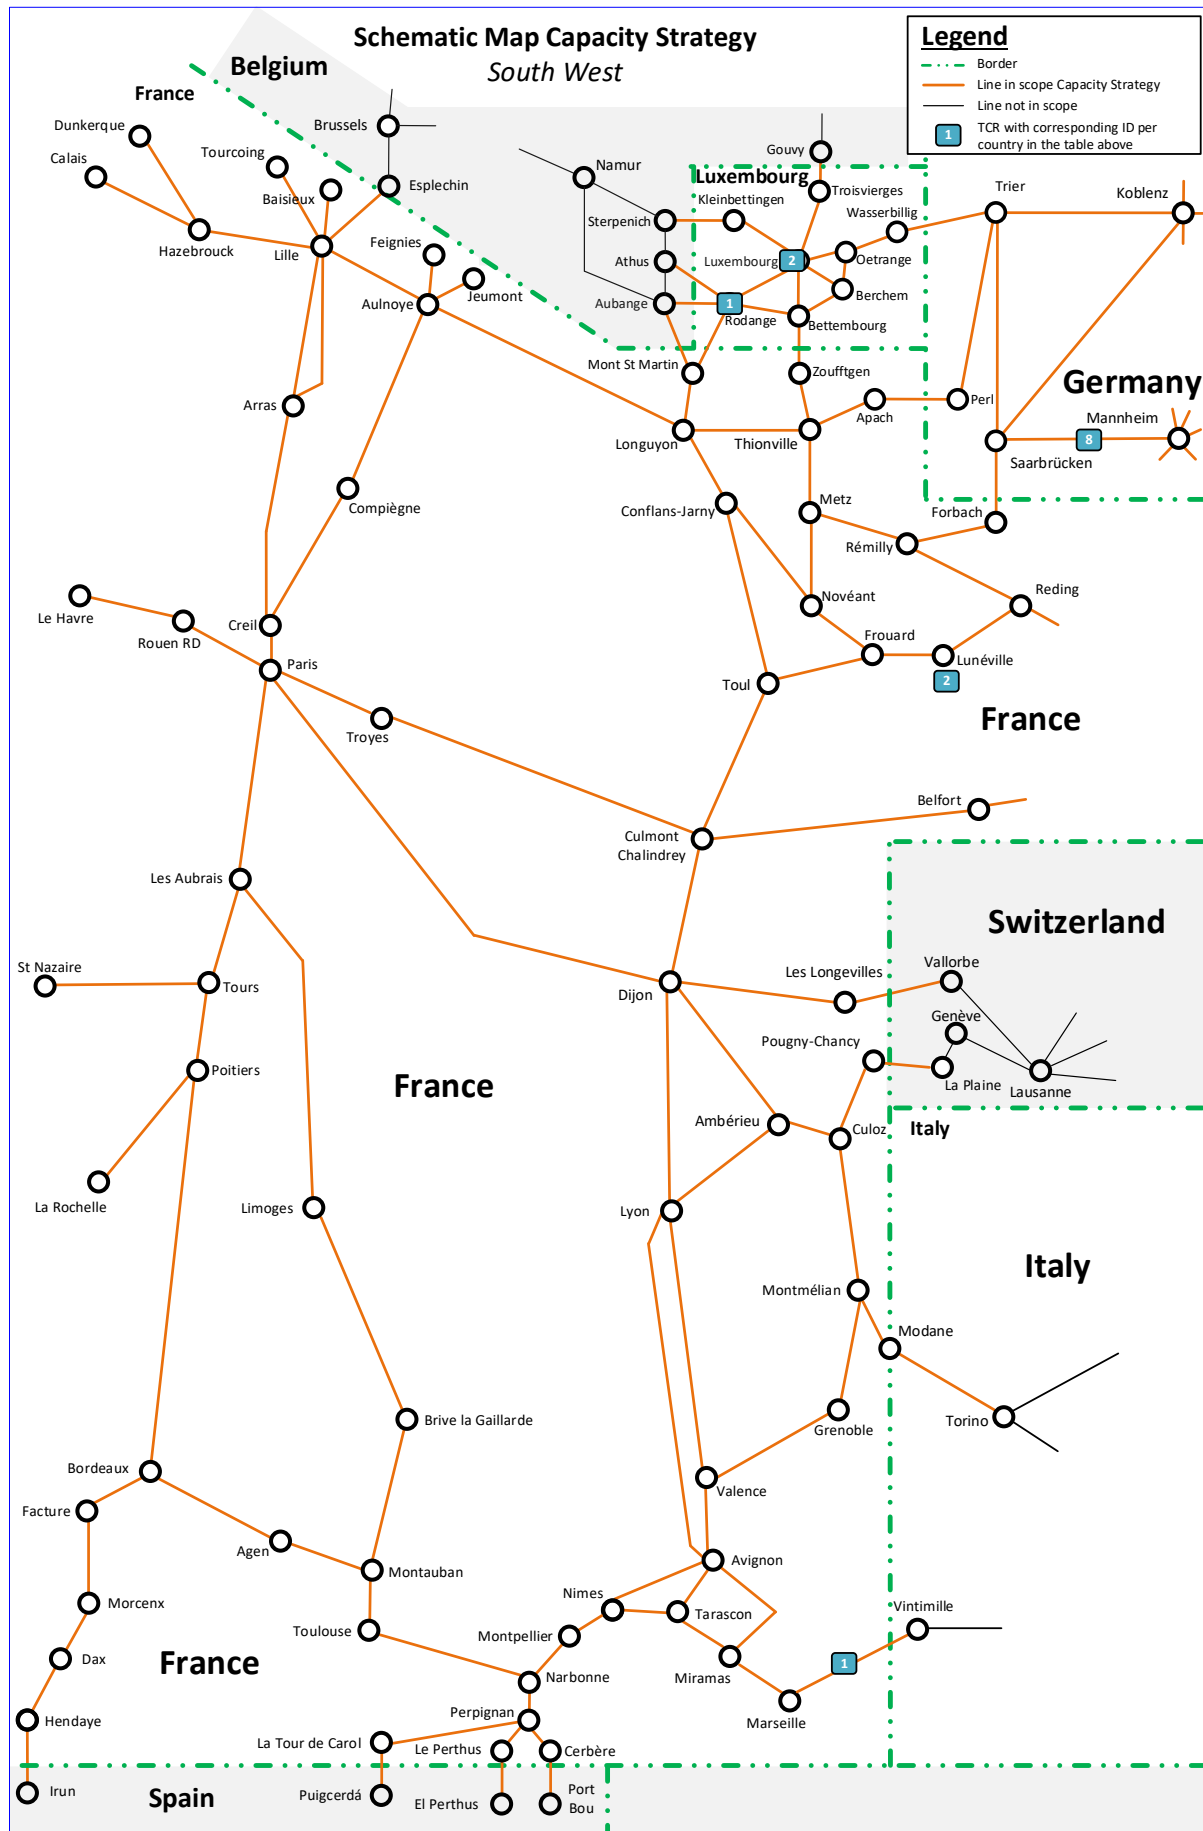 Schematic Map Capacity Strategy
South West
Legend
Border
Line in scope Capacity Strategy
Line not in scope
1
TCR with corresponding ID per
country in the table above
Belgium
France
Dunkerque
Calais
Tourcoing
Baisieux
Hazebrouck
Lille
Brussels
Esplechin
Feignies
Jeumont
Aulnoye
Namur
Sterpenich
Athus
Aubange
Gouvy
Luxembourg
Troisvierges
Kleinbettingen
Wasserbillig
Luxembourg
2
Oetrange
Berchem
1
Rodange
Bettembourg
Trier
Koblenz
Germany
Mannheim
8
Saarbrücken
Perl
Mont St Martin
Zoufftgen
Apach
Longuyon
Thionville
Arras
Compiègne
Conflans-Jarny
Metz
Forbach
Rémilly
Le Havre
Rouen RD
Creil
Paris
Novéant
Reding
Frouard
Lunéville
2
Toul
Troyes
France
Belfort
Culmont
Chalindrey
Les Aubrais
Switzerland
St Nazaire
Tours
Dijon
Les Longevilles
Vallorbe
Genève
Pougny-Chancy
La Plaine
Lausanne
Poitiers
France
Ambérieu
Culoz
Italy
La Rochelle
Limoges
Lyon
Italy
Montmélian
Modane
Brive la Gaillarde
Grenoble
Torino
Bordeaux
Valence
Facture
Agen
Montauban
Avignon
Morcenx
Nimes
Tarascon
Vintimille
Toulouse
Montpellier
Dax
France
1
Narbonne
Miramas
Marseille
Hendaye
Perpignan
La Tour de Carol
Le Perthus
Cerbère
Irun
Spain
Puigcerdá
El Perthus
Port
Bou